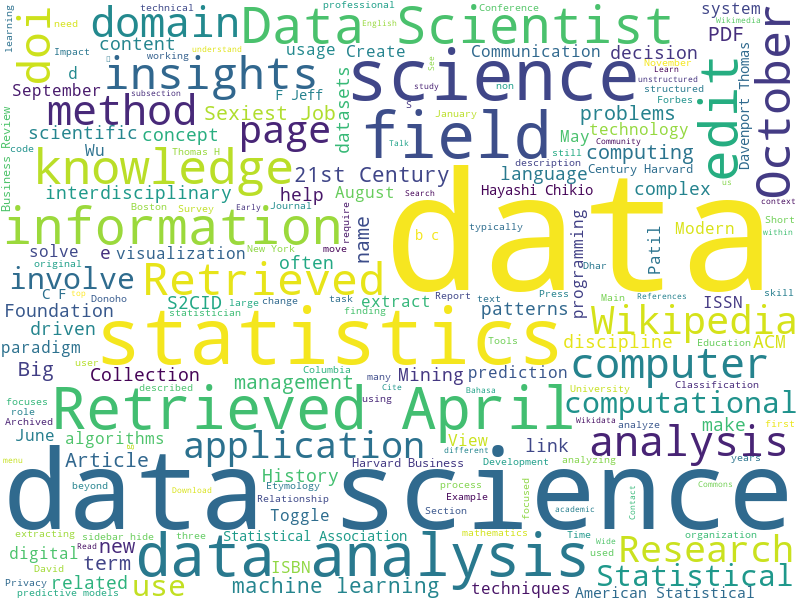 professional
English
Conference
technical
Wikimedia
learning
need
Impact
working
understand
See
doi
domain
Data Scientist
system
content
usage
Create
Communication
decision
PDF
d
insights
science
November
Learn
unstructured
structured
Forbes
September
F Jeff
subsection
study
non
datasets
edit
October
Davenport Thomas
method
Sexiest Job
page
field
s
January
problems
scientific
concept
May
technology
Business Review
code
Wu
Thomas H
Talk
still
computing
Community
knowledge
21st Century
language
description
Century Harvard
us
context
interdisciplinary
help
August
Hayashi Chikio
complex
Boston
Survey
Early
Journal
Search
data
Short
within
information
require
name
b c
typically
programming
Patil
Modern
solve
e
visualization
New York
move
Dhar
original
involve
Retrieved
often
top
C F
Donoho
S2CID
large
change
task
extract
Report
text
patterns
Press
Main
References
ISSN
skill
Foundation
statistician
finding
statistics
Wikipedia
driven
Tools
discipline
Education
ACM
paradigm
user
Columbia
computer
Big
Collection
management
many
Mining
prediction
described
Cite
Bahasa
University
Classification
focuses
role
Archived
Retrieved April
using
computational
Wikidata
analyze
make
first
June
algorithms
application
View
different
link
analysis
years
menu
Article
History
Harvard Business
Development
analyzing
data science
beyond
Download
Etymology
Relationship
process
Example
focused
academic
Contact
Commons
Toggle
Section
extracting
sidebar hide
three
Statistical Association
mathematics
Time
Wide
used
organization
digital
Read
new
data analysis
Research
David
term
ISBN
Privacy
related
use
machine learning
techniques
Statistical
predictive models
American Statistical